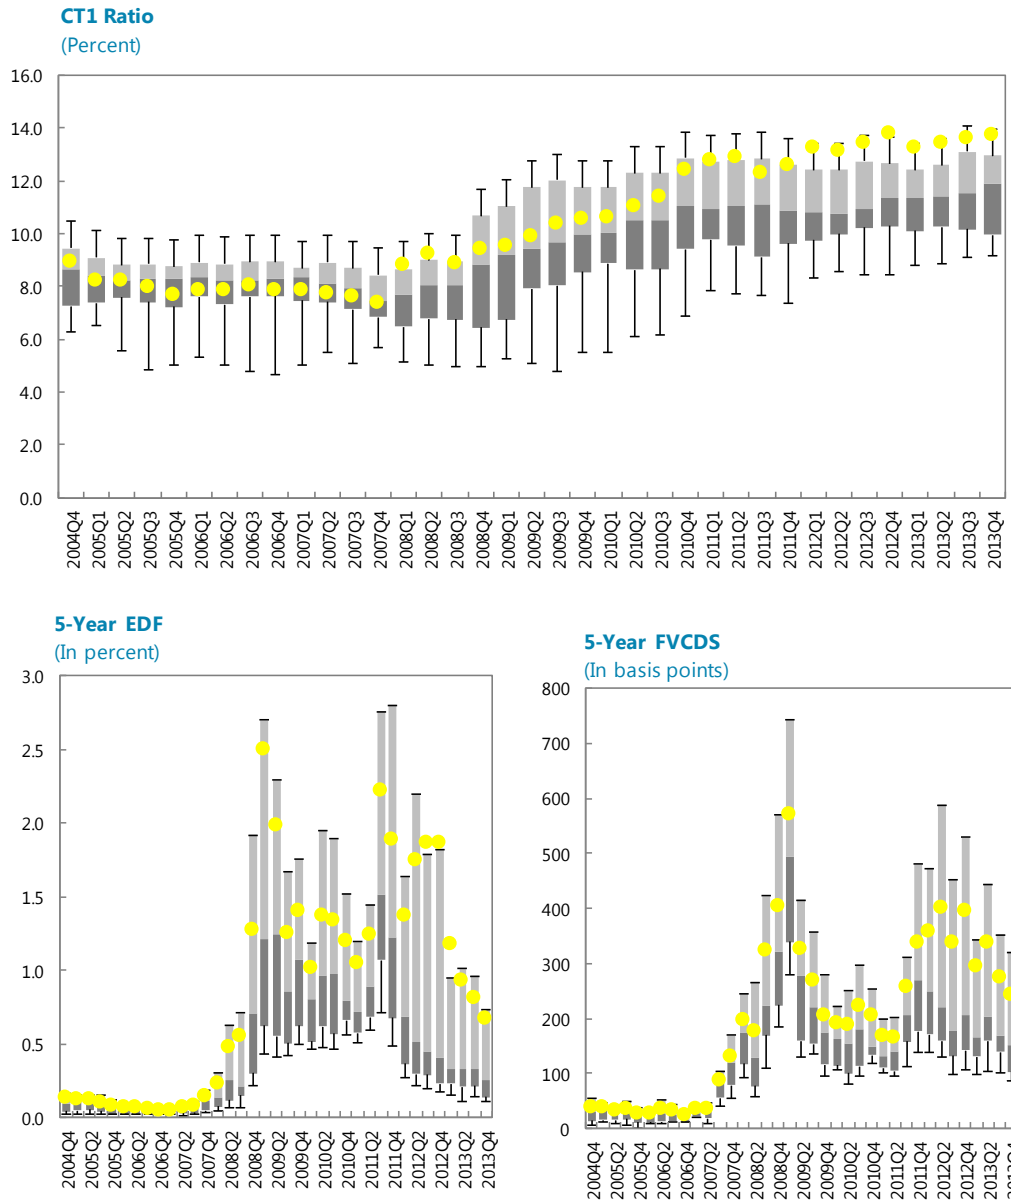 CT1 Ratio
(Percent)
16.0
14.0
12.0
10.0
8.0
6.0
4.0
2.0
0.0
2004Q4
2005Q1
2005Q2
2005Q3
2005Q4
2006Q1
2006Q2
2006Q3
2006Q4
2007Q1
2007Q2
2007Q3
2007Q4
2008Q1
2008Q2
2008Q3
2008Q4
2009Q1
2009Q2
2009Q3
2009Q4
2010Q1
2010Q2
2010Q3
2010Q4
2011Q1
2011Q2
2011Q3
2011Q4
2012Q1
2012Q2
2012Q3
2012Q4
2013Q1
2013Q2
2013Q3
2013Q4
5-Year EDF
(In percent)
3.0
2.5
2.0
1.5
1.0
0.5
0.0
2004Q4
2005Q2
2005Q4
2006Q2
2006Q4
2007Q2
2007Q4
2008Q2
2008Q4
2009Q2
2009Q4
2010Q2
2010Q4
2011Q2
2011Q4
2012Q2
2012Q4
2013Q2
2013Q4
5-Year FVCDS
(In basis points)
800
700
600
500
400
300
200
100
0
2004Q4
2005Q2
2005Q4
2006Q2
2006Q4
2007Q2
2007Q4
2008Q2
2008Q4
2009Q2
2009Q4
2010Q2
2010Q4
2011Q2
2011Q4
2012Q2
2012Q4
2013Q2
2013Q4